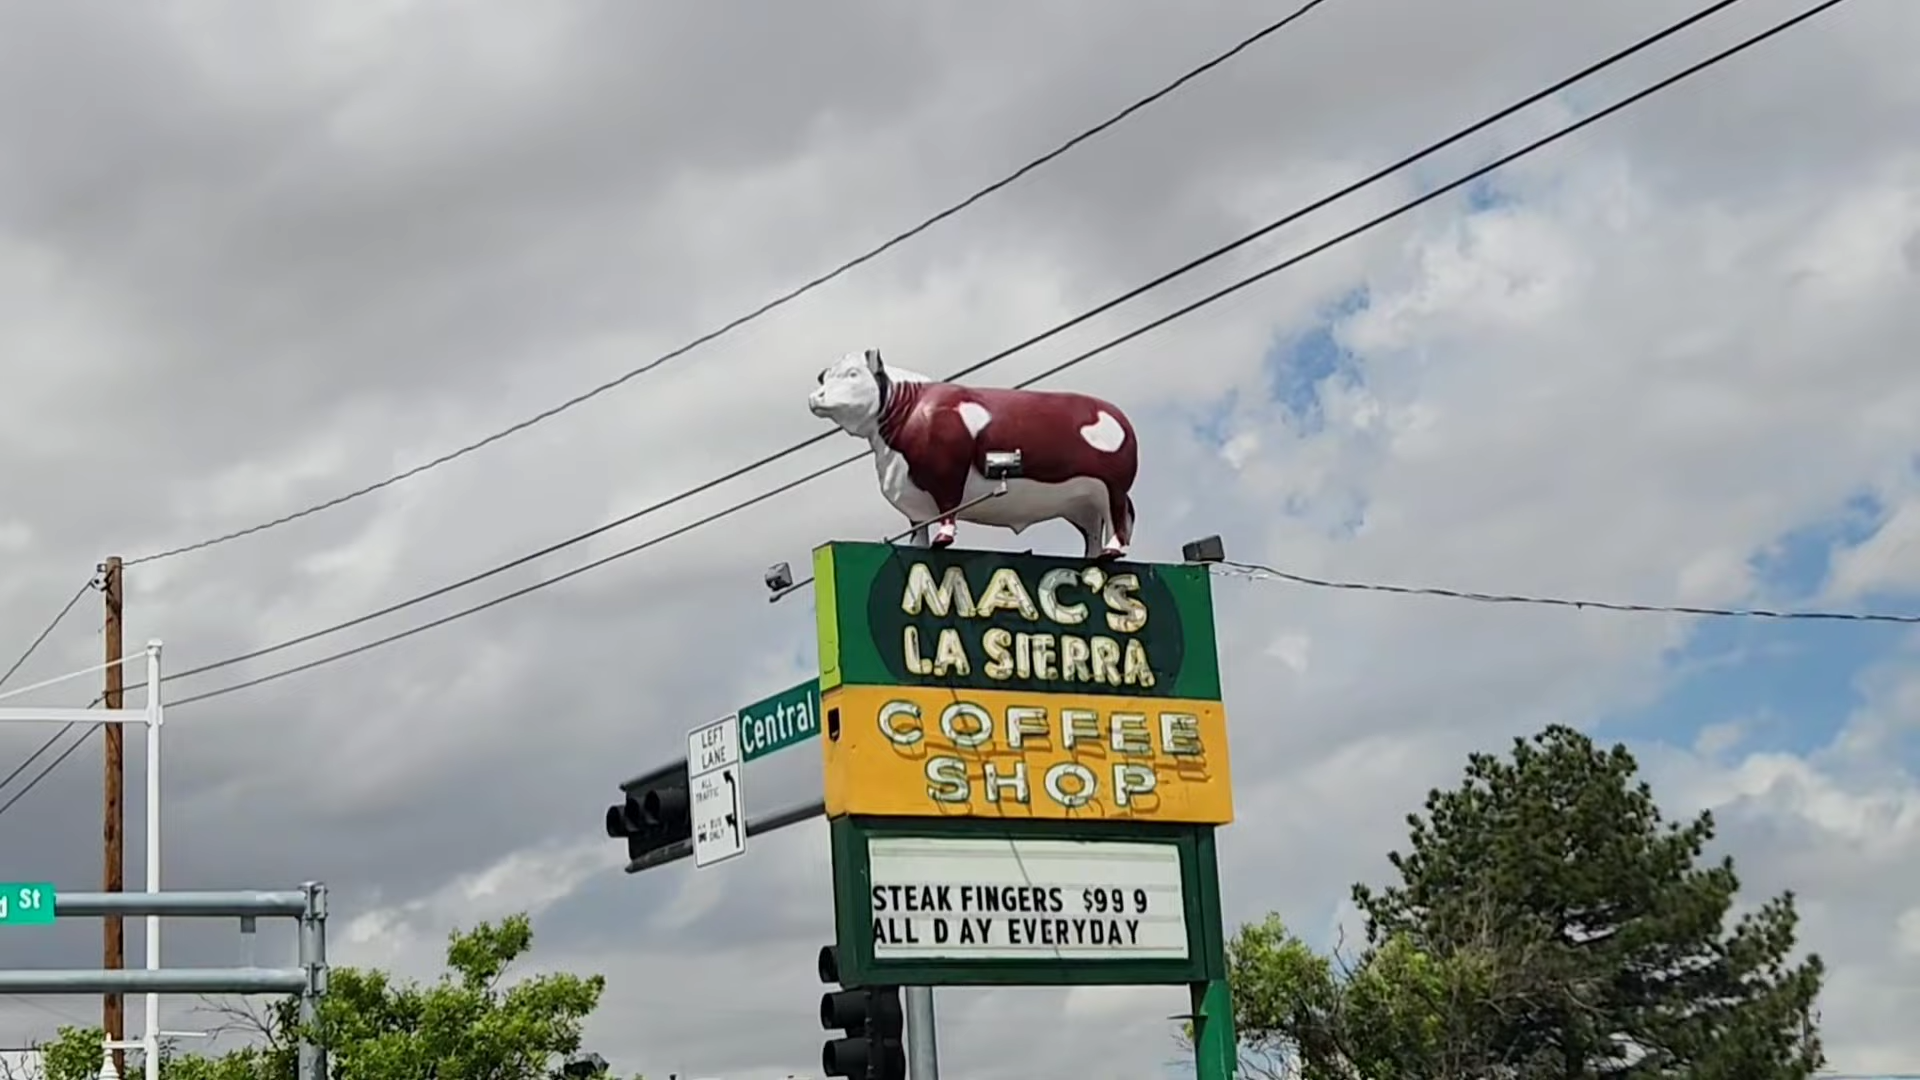 MAC'S
LA SIERRA
COFFEE
SHOP
STEAK FINGERS $99 9
ALL D AY EVERYDAY
Central
LEFT
LANE
ALL
TRAFFIC
BUS
ONLY
St